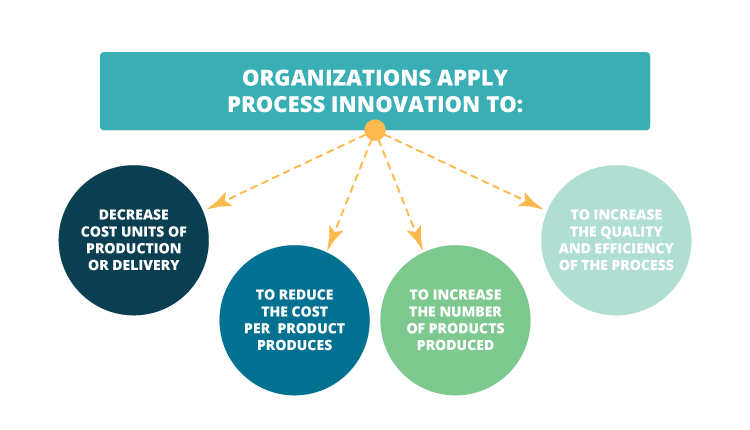 ORGANIZATIONS APPLY
PROCESS INNOVATION TO:
DECREASE
COST UNITS OF
PRODUCTION
OR DELIVERY
TO REDUCE
THE COST
PER PRODUCT
PRODUCES
TO INCREASE
THE NUMBER
OF PRODUCTS
PRODUCED
TO INCREASE
THE QUALITY
AND EFFICIENCY
OF THE PROCESS